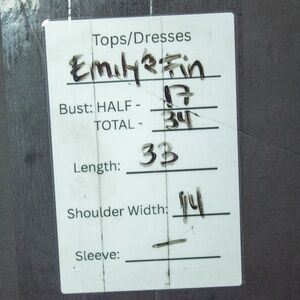 Tops/Dresses
Emily & Fin
Bust: HALF - 17
TOTAL - 34
Length: 33
Shoulder Width: 14
Sleeve: —